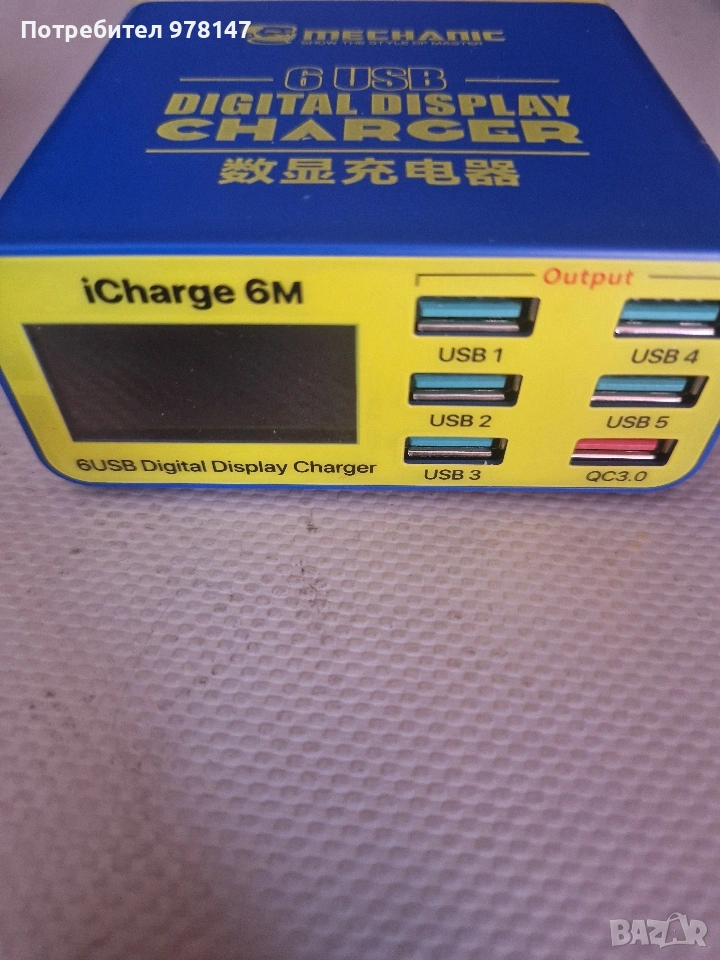 Потребител 978147
MECHANIC
SHOW THE STYLE OF MASTER
6 USB
DIGITAL DISPLAY
CHARGER
数显充电器
iCharge 6M
Output
USB 1
USB 4
USB 2
USB 5
USB 3
QC3.0
6USB Digital Display Charger
BAZAR